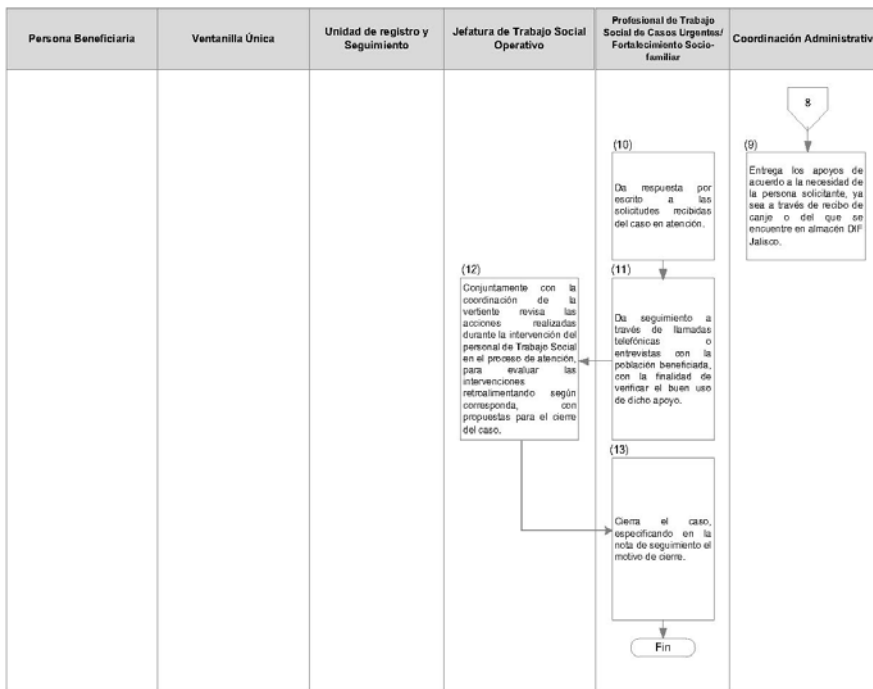 Persona Beneficiaria
Ventanilla Única
Unidad de registro y
Seguimiento
Jefatura de Trabajo Social
Operativo
Profesional de Trabajo
Social de Casos Urgentes/
Fortalecimiento Socio-
familiar
Coordinación Administrativ
8
(9)
Entrega los apoyos de
acuerdo a la necesidad de
la persona solicitante, ya
sea a través de recibo de
canje o del que se
encuentre en almacén DIF
Jalisco.
(10)
Da respuesta por
escrito a las
solicitudes recibidas
del caso en atención.
(11)
Da seguimiento a
través de llamadas
telefónicas o
entrevistas con la
población beneficiada,
con la finalidad de
verificar el buen uso
de dicho apoyo.
(12)
Conjuntamente con la
coordinación de la
vertiente revisa las
acciones realizadas
durante la intervención del
personal de Trabajo Social
en el proceso de atención,
para evaluar las
intervenciones
retroalimentando según
corresponda, con
propuestas para el cierre
del caso.
(13)
Cierra el caso,
especificando en la
nota de seguimiento el
motivo de cierre.
Fin